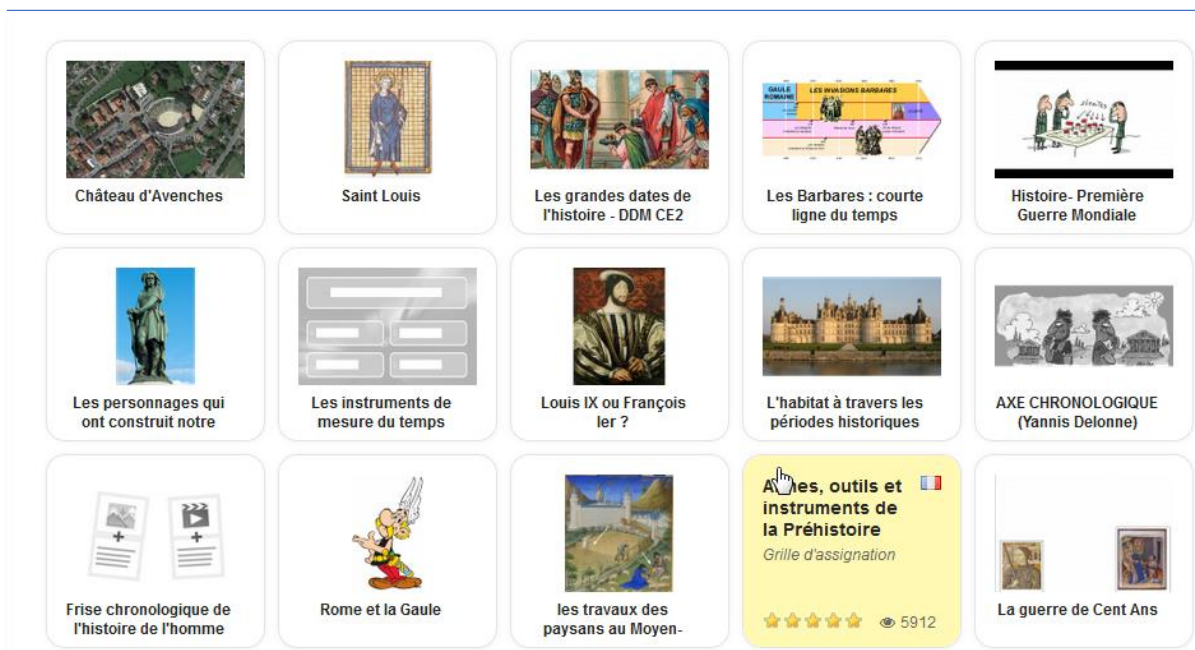 GAULE
ROMAINE
LES INVASIONS BARBARES
Château d'Avenches
Saint Louis
Les grandes dates de
l'histoire - DDM CE2
Les Barbares : courte
ligne du temps
Histoire- Première
Guerre Mondiale
Les personnages qui
ont construit notre
Les instruments de
mesure du temps
Louis IX ou François
Ier ?
L'habitat à travers les
périodes historiques
AXE CHRONOLOGIQUE
(Yannis Delonne)
outils et
instruments de
la Préhistoire
Grille d'assignation
5912
Frise chronologique de
l'histoire de l'homme
Rome et la Gaule
les travaux des
paysans au Moyen-
La guerre de Cent Ans